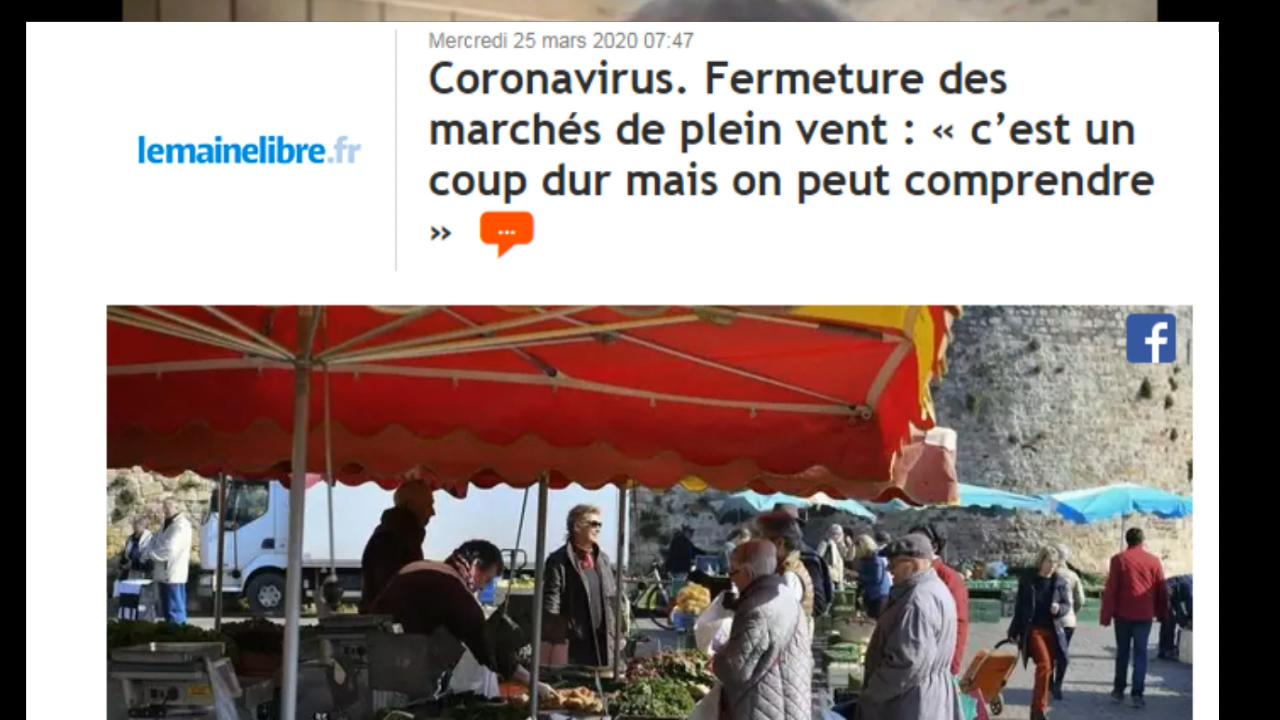 Mercredi 25 mars 2020 07:47
Coronavirus. Fermeture des
marchés de plein vent : « c’est un
coup dur mais on peut comprendre
»
lemainelibre.fr